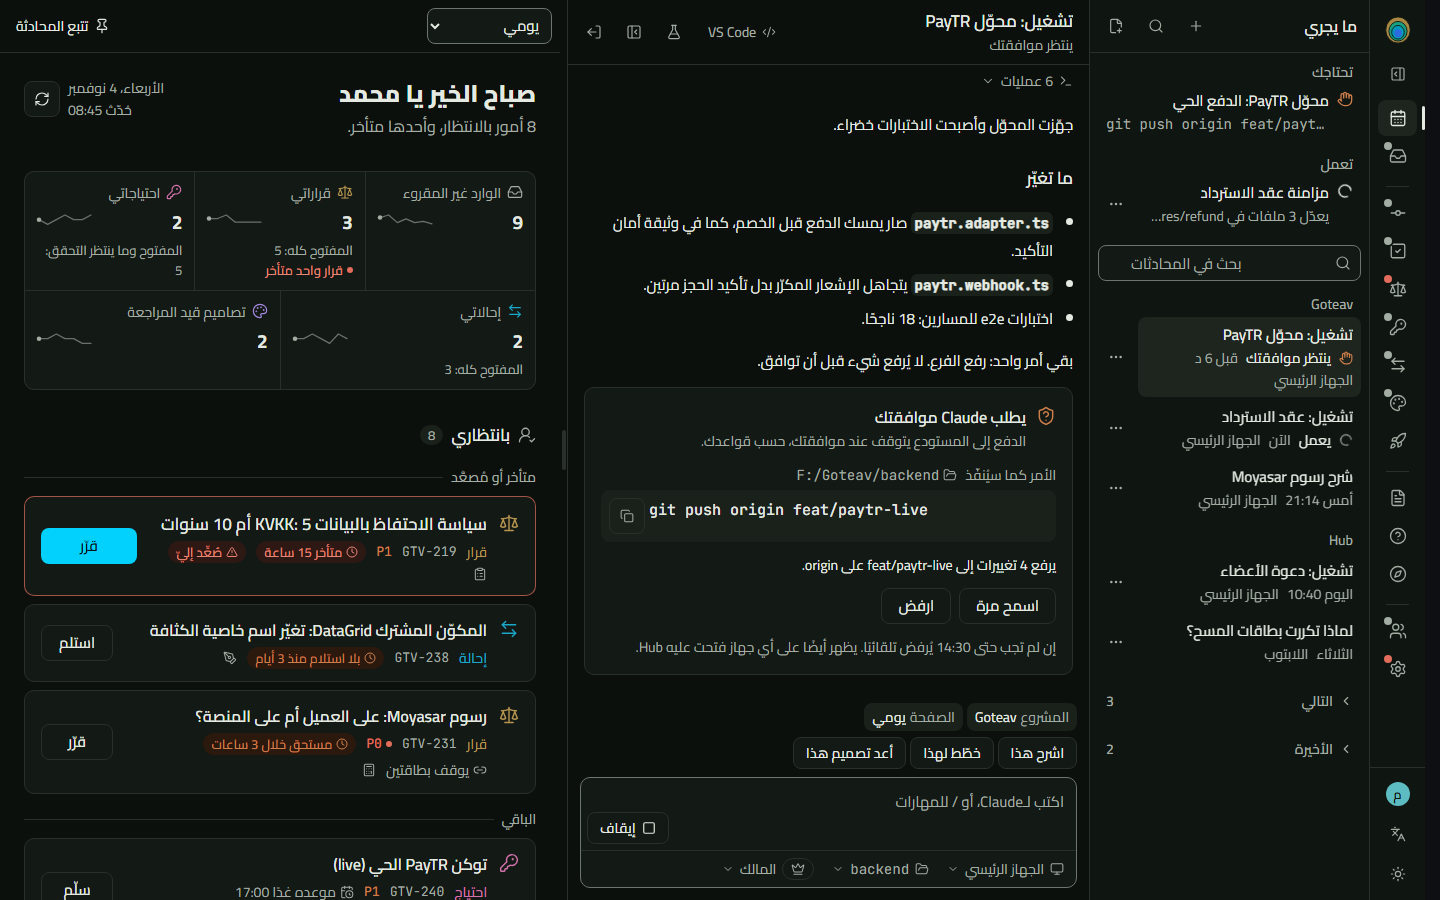 ما يجري
تحتاجك
محوّل PayTR: الدفع الحي
git push origin feat/payt…
تعمل
مزامنة عقد الاسترداد
يعدّل 3 ملفات في res/refund…
بحث في المحادثات
Goteav
تشغيل: محوّل PayTR
ينتظر موافقتك قبل 6 د
الجهاز الرئيسي
تشغيل: عقد الاسترداد
يعمل الآن الجهاز الرئيسي
شرح رسوم Moyasar
أمس 21:14 الجهاز الرئيسي
Hub
تشغيل: دعوة الأعضاء
اليوم 10:40 الجهاز الرئيسي
لماذا تكررت بطاقات المسح؟
الثلاثاء اللابتوب
التالي 3
الأخيرة 2
م
تشغيل: محوّل PayTR
ينتظر موافقتك
VS Code
6 عمليات
جهّزت المحوّل وأصبحت الاختبارات خضراء.
ما تغيّر
paytr.adapter.ts صار يمسك الدفع قبل الخصم، كما في وثيقة أمان
التأكيد.
paytr.webhook.ts يتجاهل الإشعار المكرّر بدل تأكيد الحجز مرتين.
اختبارات e2e للمسارين: 18 ناجحًا.
بقي أمر واحد: رفع الفرع. لا يُرفع شيء قبل أن توافق.
يطلب Claude موافقتك
الدفع إلى المستودع يتوقف عند موافقتك، حسب قواعدك.
الأمر كما سيُنفّذ F:/Goteav/backend
git push origin feat/paytr-live
يرفع 4 تغييرات إلى feat/paytr-live على origin.
اسمح مرة
ارفض
إن لم تجب حتى 14:30 يُرفض تلقائيًا. يظهر أيضًا على أي جهاز فتحت عليه Hub.
المشروع Goteav
الصفحة يومي
اشرح هذا
خطّط لهذا
أعد تصميم هذا
اكتب لـClaude، أو / للمهارات
إيقاف
الجهاز الرئيسي
backend
المالك
يومي
تتبع المحادثة
صباح الخير يا محمد
8 أمور بالانتظار، وأحدها متأخر.
الأربعاء، 4 نوفمبر
حُدّث 08:45
الوارد غير المقروء
9
قراراتي
3
المفتوح كله: 5
قرار واحد متأخر
احتياجاتي
2
المفتوح وما ينتظر التحقق:
5
إحالاتي
2
المفتوح كله: 3
تصاميم قيد المراجعة
2
بانتظاري 8
متأخر أو مُصعَّد
سياسة الاحتفاظ بالبيانات KVKK: 5 أم 10 سنوات
قرار GTV-219 P1 متأخر 15 ساعة صُعِّد إليّ
قرّر
المكوّن المشترك DataGrid: تغيّر اسم خاصية الكثافة
إحالة GTV-238 بلا استلام منذ 3 أيام
استلم
رسوم Moyasar: على العميل أم على المنصة؟
قرار GTV-231 P0 مستحق خلال 3 ساعات
يوقف بطاقتين
قرّر
الباقي
توكن PayTR الحي (live)
احتياج GTV-240 P1 موعده غدًا 17:00
سلّم